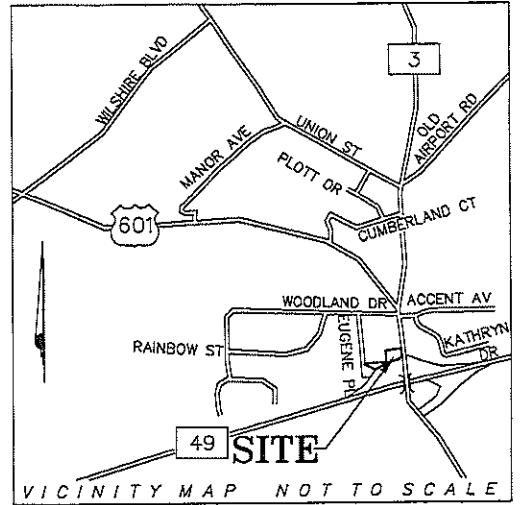 WILSHIRE BLVD
3
OLD
AIRPORT RD
UNION ST
MANOR AVE
PLOTT DR
601
CUMBERLAND CT
WOODLAND DR
ACCENT AV
EUGENE PL
KATHRYN
DR
RAINBOW ST
49
SITE
VICINITY MAP NOT TO SCALE